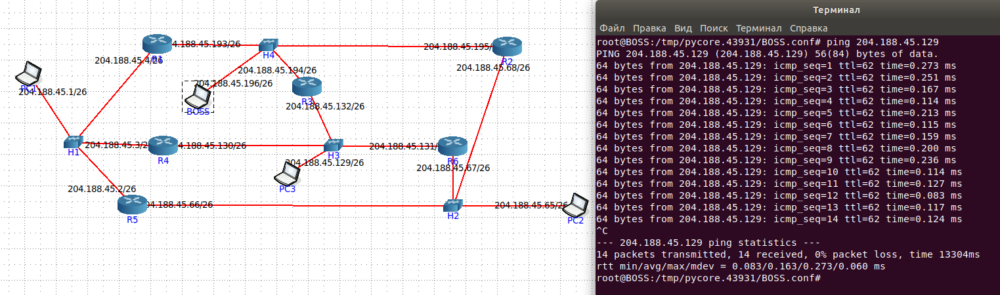 4.188.45.193/26
H4
204.188.45.195/
R2
204.188.45.4/26
R1
204.188.45.194/26
204.188.45.68/26
PC1
204.188.45.1/26
204.188.45.196/26
BOSS
R3
204.188.45.132/26
H1
204.188.45.3/2
4.188.45.130/26
R4
H3
204.188.45.131/
R6
204.188.45.129/26
204.188.45.67/26
PC3
204.188.45.2/26
R5
04.188.45.66/26
H2
204.188.45.65/26
PC2
Терминал
Файл Правка Вид Поиск Терминал Справка
root@BOSS:/tmp/pycore.43931/BOSS.conf# ping 204.188.45.129
PING 204.188.45.129 (204.188.45.129) 56(84) bytes of data.
64 bytes from 204.188.45.129: icmp_seq=1 ttl=62 time=0.273 ms
64 bytes from 204.188.45.129: icmp_seq=2 ttl=62 time=0.251 ms
64 bytes from 204.188.45.129: icmp_seq=3 ttl=62 time=0.167 ms
64 bytes from 204.188.45.129: icmp_seq=4 ttl=62 time=0.114 ms
64 bytes from 204.188.45.129: icmp_seq=5 ttl=62 time=0.213 ms
64 bytes from 204.188.45.129: icmp_seq=6 ttl=62 time=0.115 ms
64 bytes from 204.188.45.129: icmp_seq=7 ttl=62 time=0.159 ms
64 bytes from 204.188.45.129: icmp_seq=8 ttl=62 time=0.200 ms
64 bytes from 204.188.45.129: icmp_seq=9 ttl=62 time=0.236 ms
64 bytes from 204.188.45.129: icmp_seq=10 ttl=62 time=0.114 ms
64 bytes from 204.188.45.129: icmp_seq=11 ttl=62 time=0.127 ms
64 bytes from 204.188.45.129: icmp_seq=12 ttl=62 time=0.083 ms
64 bytes from 204.188.45.129: icmp_seq=13 ttl=62 time=0.117 ms
64 bytes from 204.188.45.129: icmp_seq=14 ttl=62 time=0.124 ms
^C
--- 204.188.45.129 ping statistics ---
14 packets transmitted, 14 received, 0% packet loss, time 13304ms
rtt min/avg/max/mdev = 0.083/0.163/0.273/0.060 ms
root@BOSS:/tmp/pycore.43931/BOSS.conf#